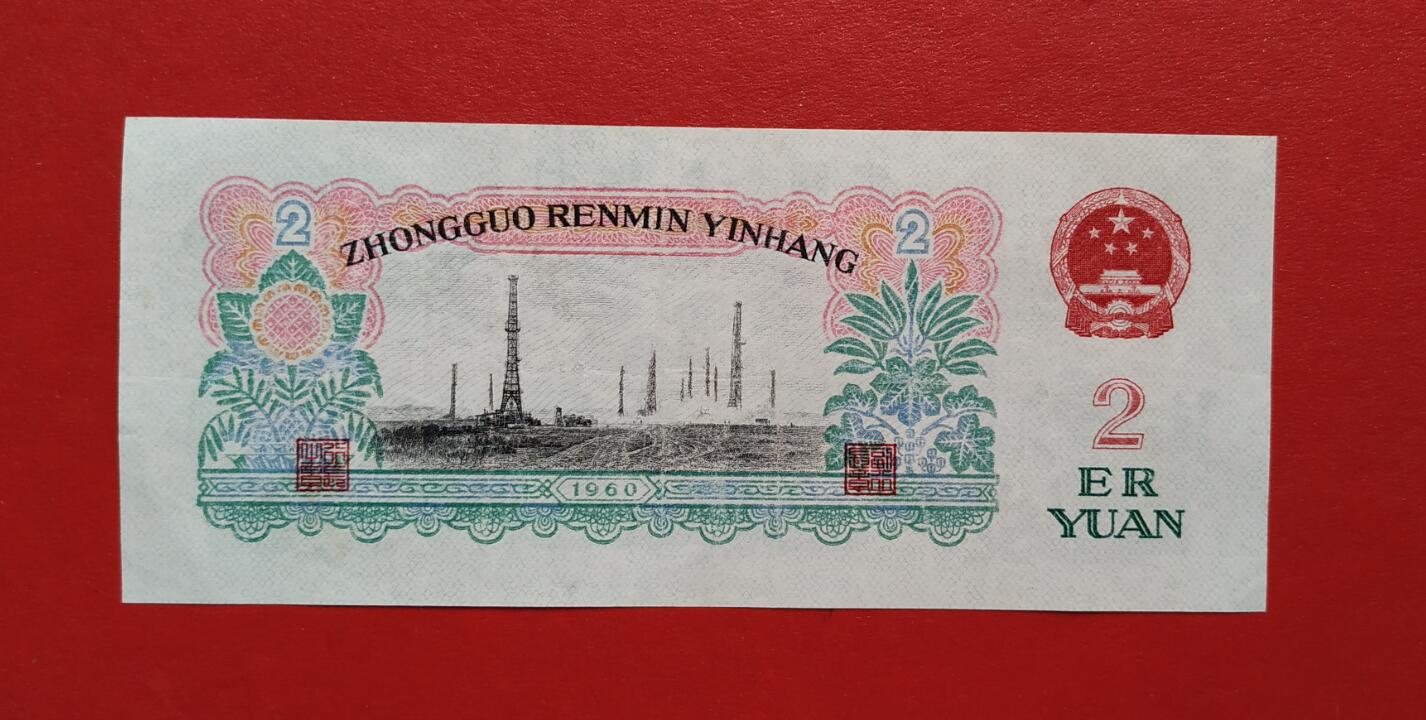 2
ZHONGGUO RENMIN YINHANG
2
1960
2
ER
YUAN